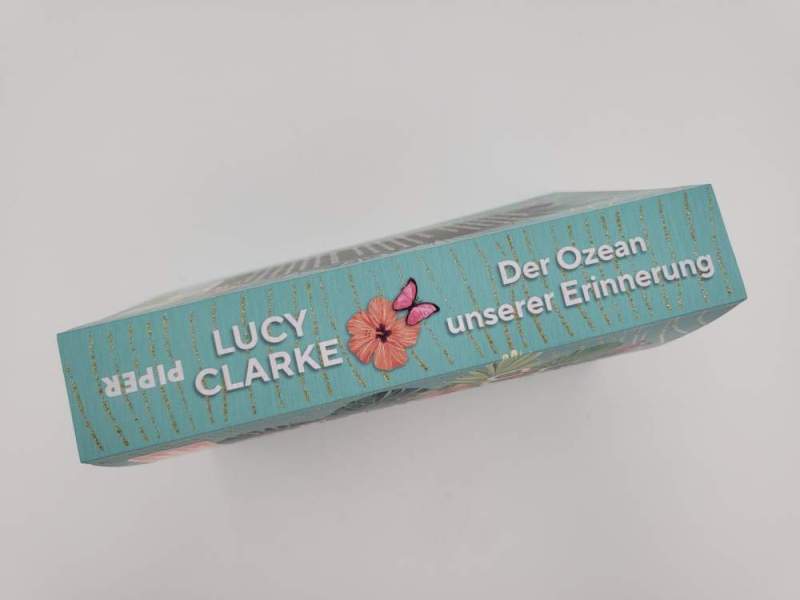 PIPER
LUCY
CLARKE
Der Ozean
unserer Erinnerung